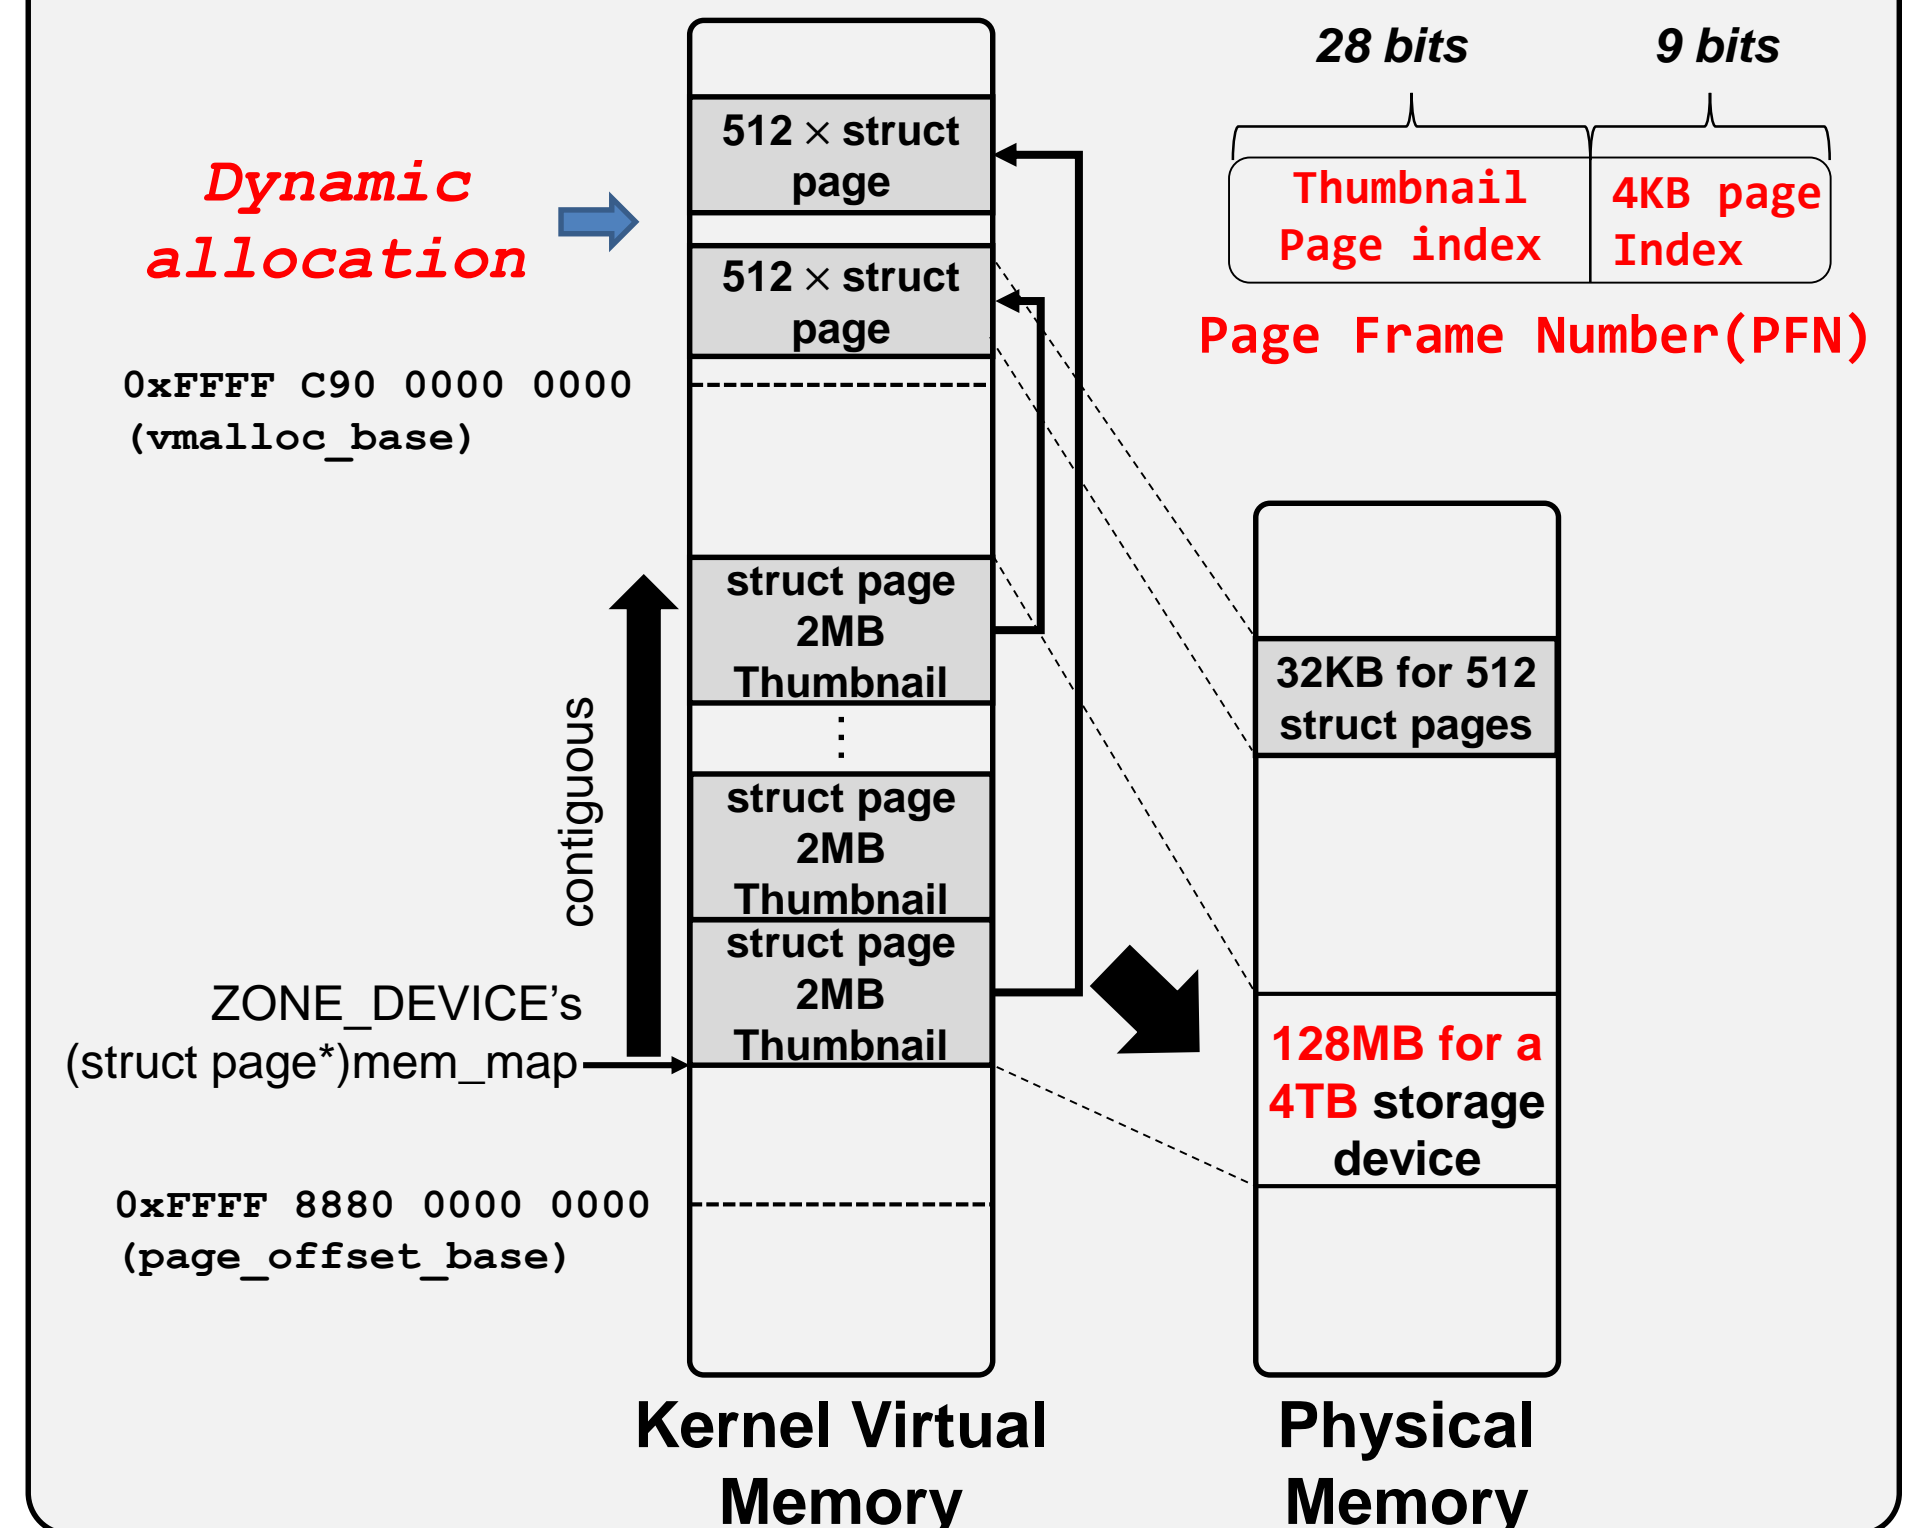 28 bits
9 bits
512 × struct
page
Thumbnail
Page index
4KB page
Index
Page Frame Number(PFN)
Dynamic
allocation
512 × struct
page
0xFFFF C90 0000 0000
(vmalloc_base)
struct page
2MB
Thumbnail
⋮
struct page
2MB
Thumbnail
struct page
2MB
Thumbnail
contiguous
ZONE_DEVICE's
(struct page*)mem_map
0xFFFF 8880 0000 0000
(page_offset_base)
32KB for 512
struct pages
128MB for a
4TB storage
device
Kernel Virtual
Memory
Physical
Memory